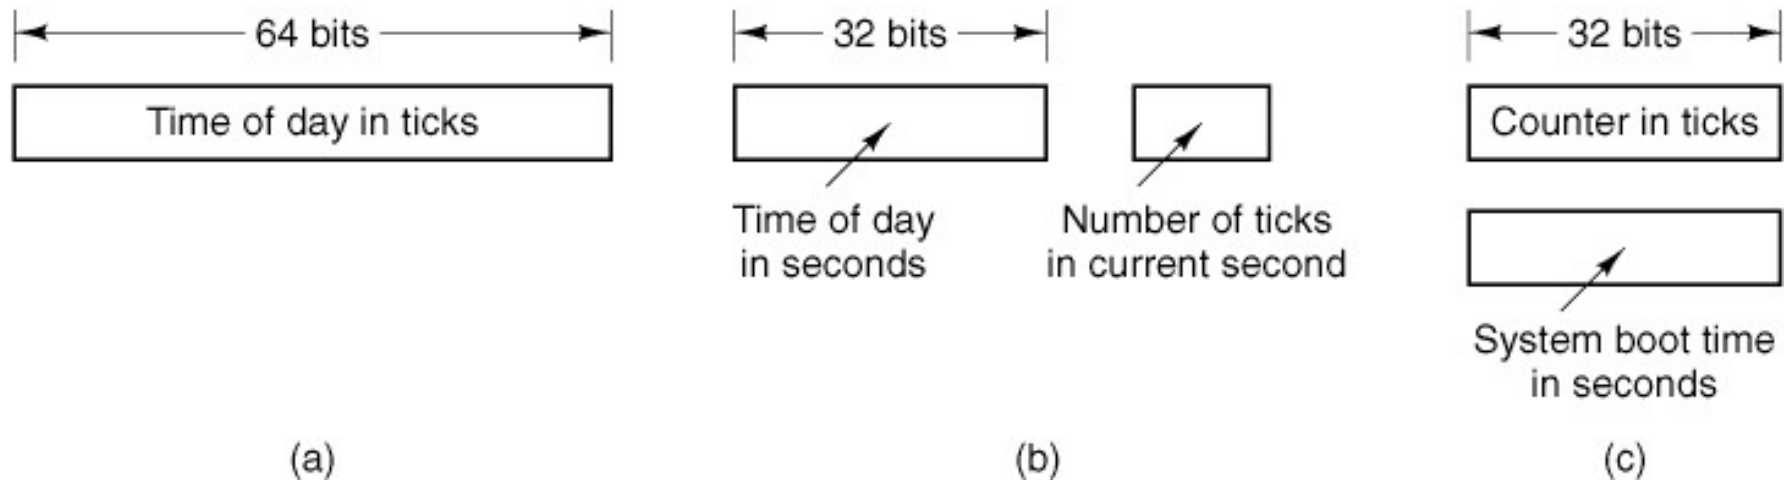 64 bits
Time of day in ticks
(a)
32 bits
Time of day
in seconds
Number of ticks
in current second
(b)
32 bits
Counter in ticks
System boot time
in seconds
(c)